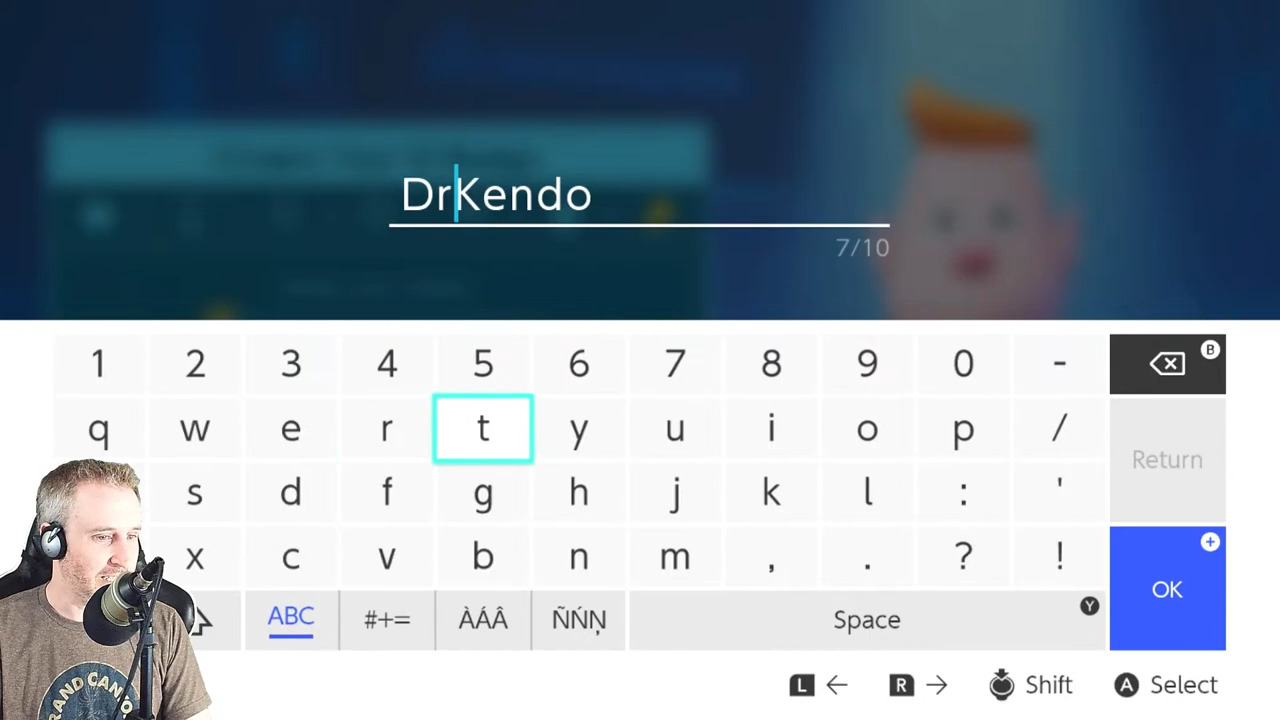 DrKendo
7/10
1 2 3 4 5 6 7 8 9 0 - B
q w e r t y u i o p / Return
s d f g h j k l : '
x c v b n m , . ? ! + OK
ABC #+= ÀÁÂ ÑŃŅ Space Y
L ← R → Shift A Select